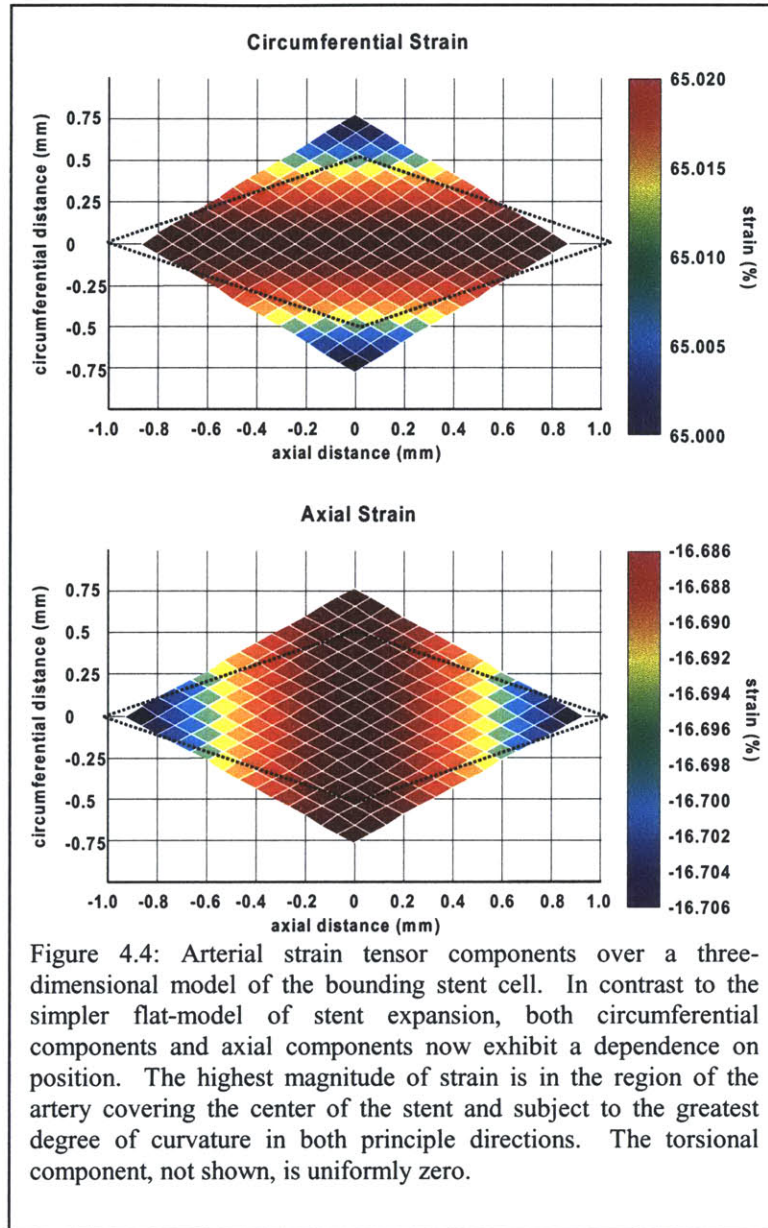 Circumferential Strain
circumferential distance (mm)
0.75
0.5
0.25
0
-0.25
-0.5
-0.75
-1.0 -0.8 -0.6 -0.4 -0.2 0 0.2 0.4 0.6 0.8 1.0
axial distance (mm)
65.020
65.015
65.010
65.005
65.000
strain (%)
Axial Strain
circumferential distance (mm)
0.75
0.5
0.25
0
-0.25
-0.5
-0.75
-1.0 -0.8 -0.6 -0.4 -0.2 0 0.2 0.4 0.6 0.8 1.0
axial distance (mm)
-16.686
-16.688
-16.690
-16.692
-16.694
-16.696
-16.698
-16.700
-16.702
-16.704
-16.706
strain (%)
Figure 4.4: Arterial strain tensor components over a three-
dimensional model of the bounding stent cell. In contrast to the
simpler flat-model of stent expansion, both circumferential
components and axial components now exhibit a dependence on
position. The highest magnitude of strain is in the region of the
artery covering the center of the stent and subject to the greatest
degree of curvature in both principle directions. The torsional
component, not shown, is uniformly zero.